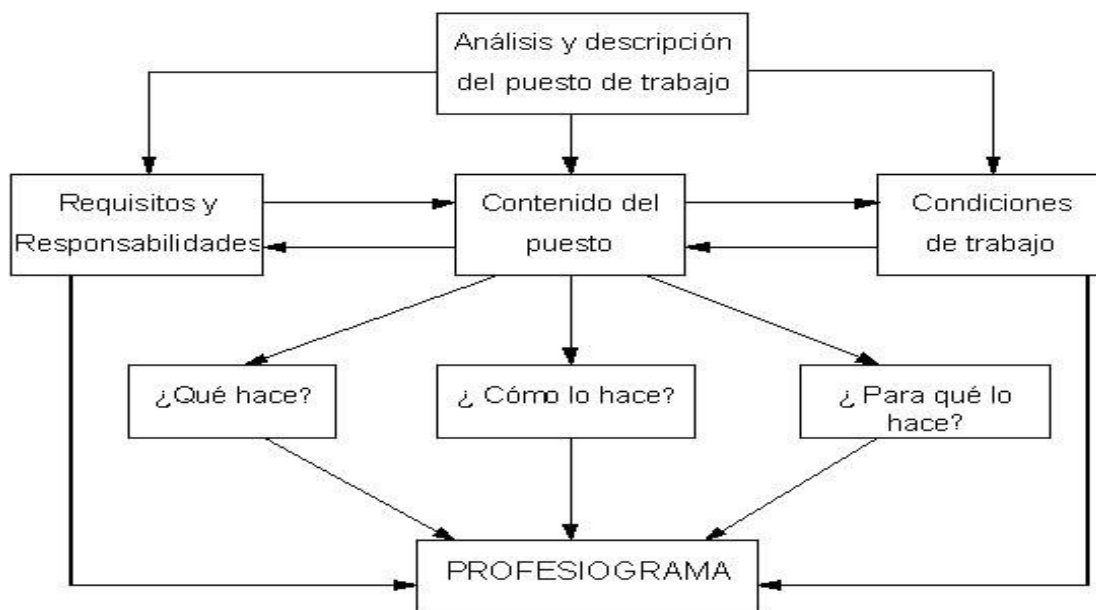 Análisis y descripción
del puesto de trabajo
Requisitos y
Responsabilidades
Contenido del
puesto
Condiciones
de trabajo
¿Qué hace?
¿ Cómo lo hace?
¿ Para qué lo
hace?
PROFESIOGRAMA